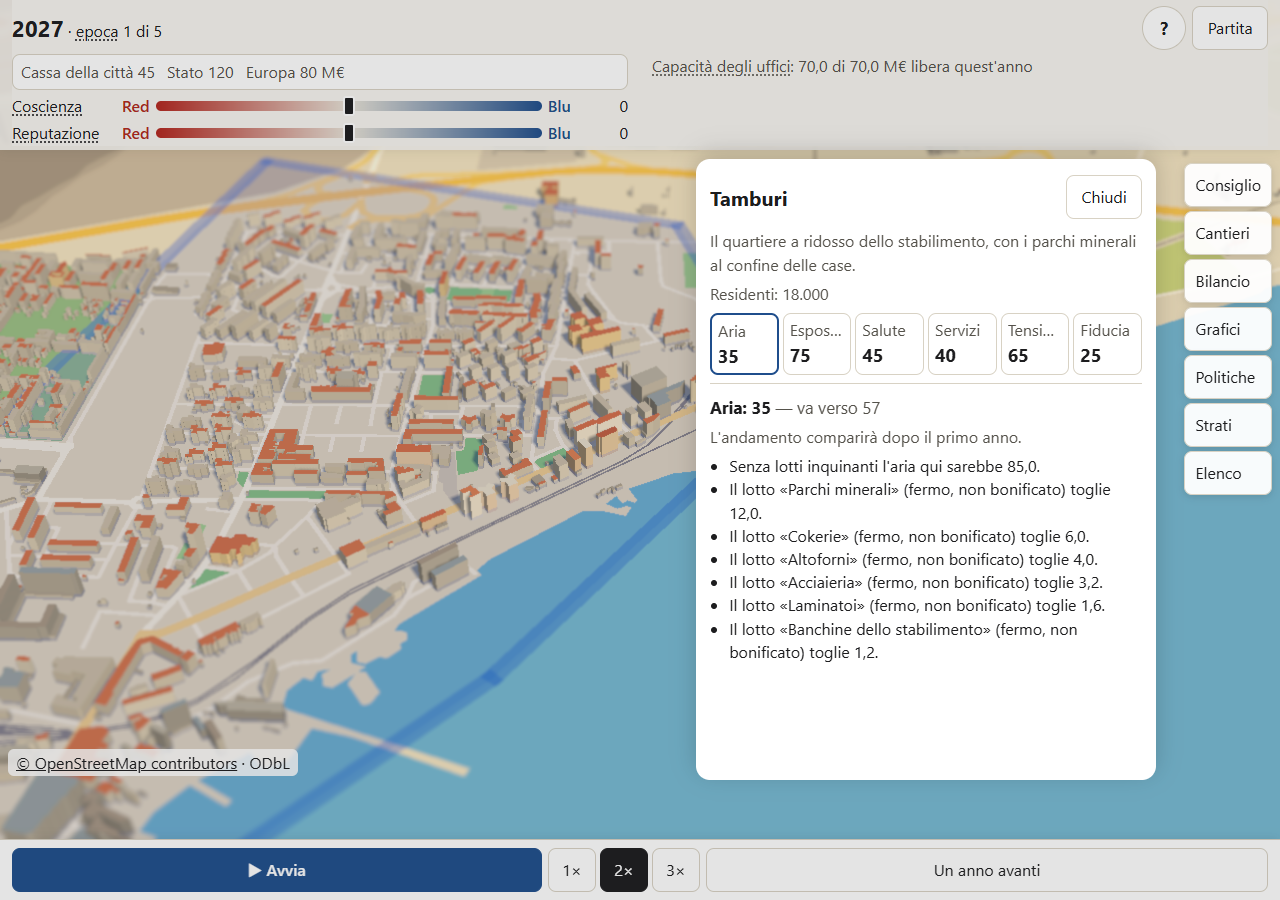 2027 · epoca 1 di 5
?
Partita
Cassa della città 45 Stato 120 Europa 80 M€
Capacità degli uffici: 70,0 di 70,0 M€ libera quest'anno
Coscienza Red Blu 0
Reputazione Red Blu 0
Tamburi
Chiudi
Il quartiere a ridosso dello stabilimento, con i parchi minerali
al confine delle case.
Residenti: 18.000
Aria Espos... Salute Servizi Tensi... Fiducia
35 75 45 40 65 25
Aria: 35 — va verso 57
L'andamento comparirà dopo il primo anno.
• Senza lotti inquinanti l'aria qui sarebbe 85,0.
• Il lotto «Parchi minerali» (fermo, non bonificato) toglie
12,0.
• Il lotto «Cokerie» (fermo, non bonificato) toglie 6,0.
• Il lotto «Altoforni» (fermo, non bonificato) toglie 4,0.
• Il lotto «Acciaieria» (fermo, non bonificato) toglie 3,2.
• Il lotto «Laminatoi» (fermo, non bonificato) toglie 1,6.
• Il lotto «Banchine dello stabilimento» (fermo, non
bonificato) toglie 1,2.
Consiglio
Cantieri
Bilancio
Grafici
Politiche
Strati
Elenco
© OpenStreetMap contributors · ODbL
▶ Avvia
1×
2×
3×
Un anno avanti